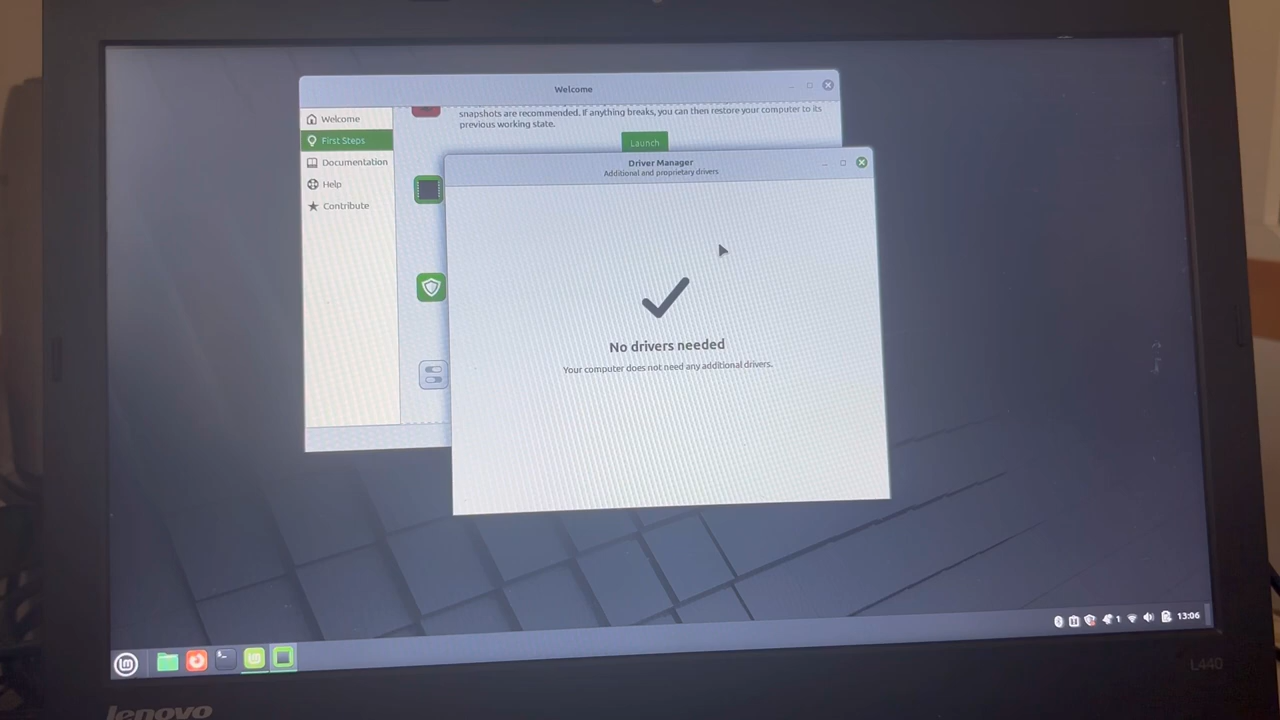 Welcome
Welcome
First Steps
Documentation
Help
Contribute
snapshots are recommended. If anything breaks, you can then restore your computer to its
previous working state.
Launch
Driver Manager
Additional and proprietary drivers
No drivers needed
Your computer does not need any additional drivers.
1
13:06
L440
lenovo